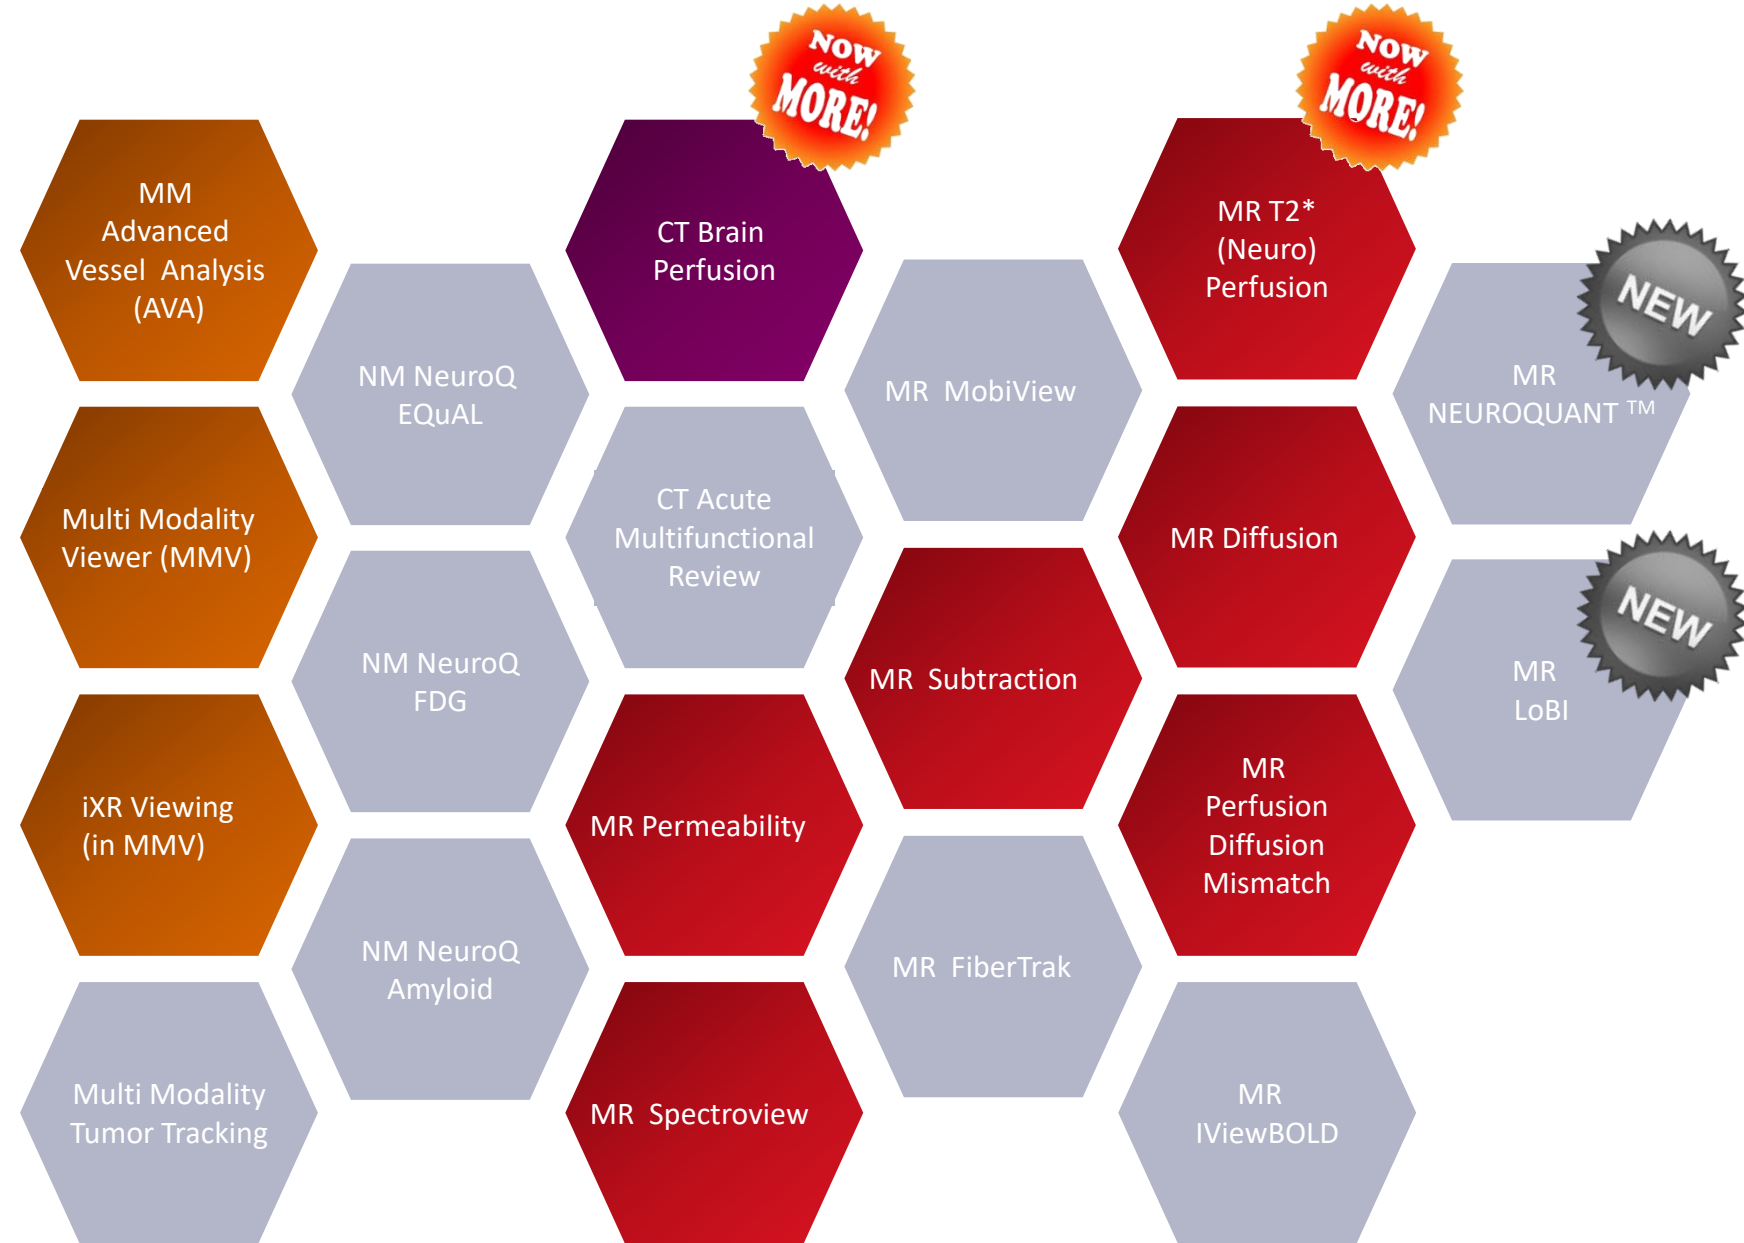 MM
Advanced
Vessel Analysis
(AVA)
Multi Modality
Viewer (MMV)
iXR Viewing
(in MMV)
Multi Modality
Tumor Tracking
NM NeuroQ
EQuAL
NM NeuroQ
FDG
NM NeuroQ
Amyloid
NOW
with
MORE!
CT Brain
Perfusion
CT Acute
Multifunctional
Review
MR Permeability
MR Spectroview
MR MobiView
MR Subtraction
MR FiberTrak
NOW
with
MORE!
MR T2*
(Neuro)
Perfusion
MR Diffusion
MR
Perfusion
Diffusion
Mismatch
MR
IViewBOLD
NEW
MR
NEUROQUANT ™
NEW
MR
LoBI